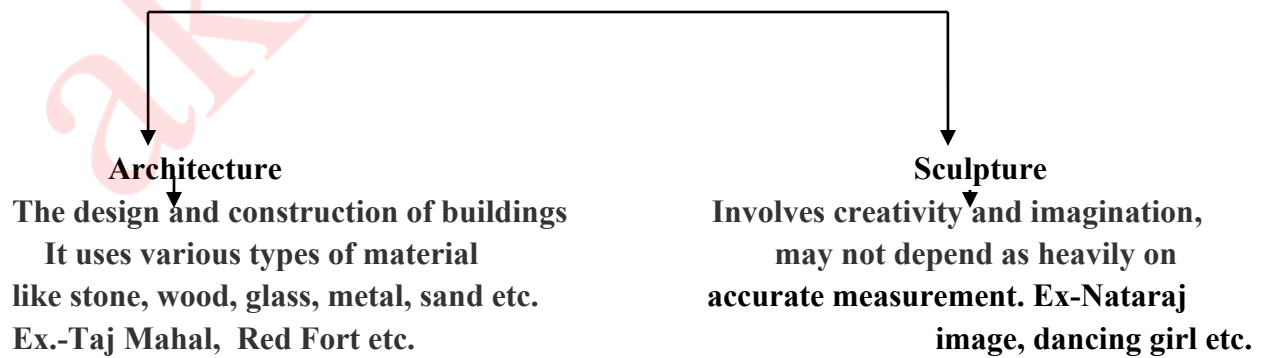 Architecture
The design and construction of buildings
It uses various types of material
like stone, wood, glass, metal, sand etc.
Ex.-Taj Mahal, Red Fort etc.
Sculpture
Involves creativity and imagination,
may not depend as heavily on
accurate measurement. Ex-Nataraj
image, dancing girl etc.